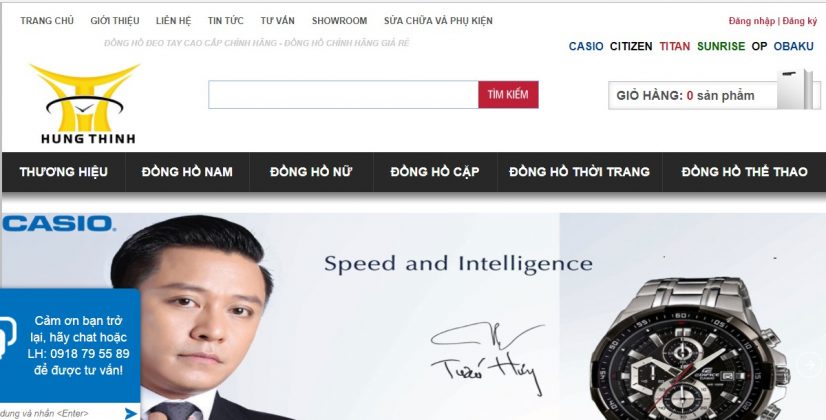 TRANG CHỦ GIỚI THIỆU LIÊN HỆ TIN TỨC TƯ VẤN SHOWROOM SỬA CHỮA VÀ PHỤ KIỆN Đăng nhập | Đăng ký
ĐỒNG HỒ ĐEO TAY CAO CẤP CHÍNH HÃNG - ĐỒNG HỒ CHÍNH HÃNG GIÁ RẺ
CASIO CITIZEN TITAN SUNRISE OP OBAKU
TÌM KIẾM
GIỎ HÀNG: 0 sản phẩm
HUNG THINH
THƯƠNG HIỆU ĐỒNG HỒ NAM ĐỒNG HỒ NỮ ĐỒNG HỒ CẶP ĐỒNG HỒ THỜI TRANG ĐỒNG HỒ THỂ THAO
CASIO.
Speed and Intelligence
Cảm ơn bạn trở
lại, hãy chat hoặc
LH: 0918 79 55 89
để được tư vấn!
Tuấn Hưng
EDIFICE
dung và nhấn <Enter>